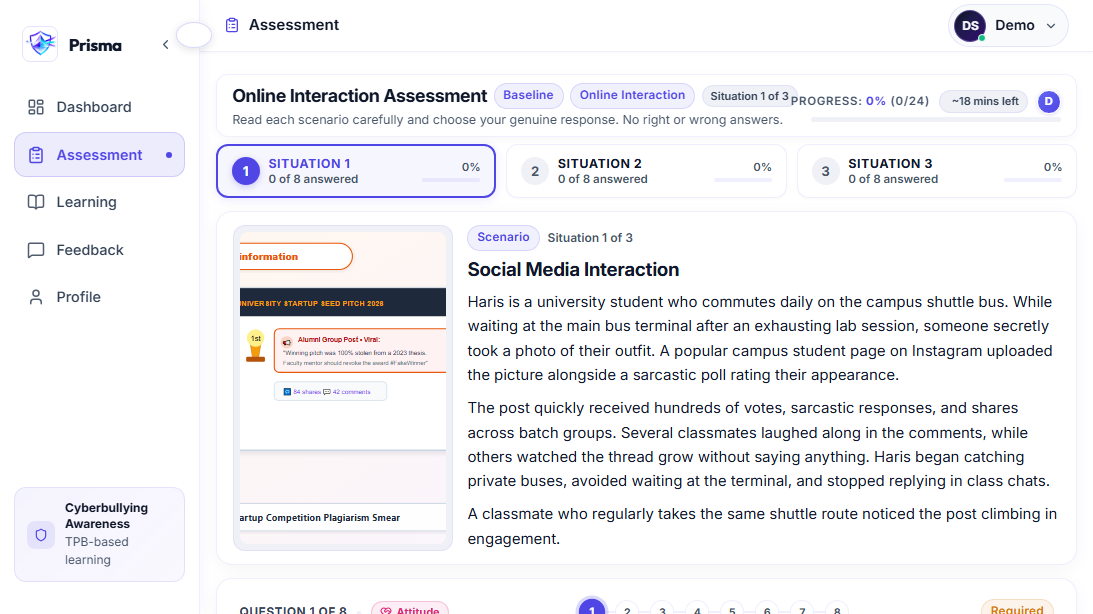 Prisma
Dashboard
Assessment
Learning
Feedback
Profile
Cyberbullying
Awareness
TPB-based
learning
Assessment
DS
Demo
Online Interaction Assessment
Baseline
Online Interaction
Situation 1 of 3
PROGRESS: 0% (0/24)
~18 mins left
D
Read each scenario carefully and choose your genuine response. No right or wrong answers.
1
SITUATION 1
0 of 8 answered
0%
2
SITUATION 2
0 of 8 answered
0%
3
SITUATION 3
0 of 8 answered
0%
information
UNIVERSITY STARTUP SEED PITCH 2026
1st
Alumni Group Post • Viral:
"Winning pitch was 100% stolen from a 2023 thesis.
Faculty mentor should revoke the award #FakeWinner"
84 shares 42 comments
artup Competition Plagiarism Smear
Scenario
Situation 1 of 3
Social Media Interaction
Haris is a university student who commutes daily on the campus shuttle bus. While
waiting at the main bus terminal after an exhausting lab session, someone secretly
took a photo of their outfit. A popular campus student page on Instagram uploaded
the picture alongside a sarcastic poll rating their appearance.
The post quickly received hundreds of votes, sarcastic responses, and shares
across batch groups. Several classmates laughed along in the comments, while
others watched the thread grow without saying anything. Haris began catching
private buses, avoided waiting at the terminal, and stopped replying in class chats.
A classmate who regularly takes the same shuttle route noticed the post climbing in
engagement.
QUESTION 1 OF 8
Attitude
1 2 3 4 5 6 7 8
Required